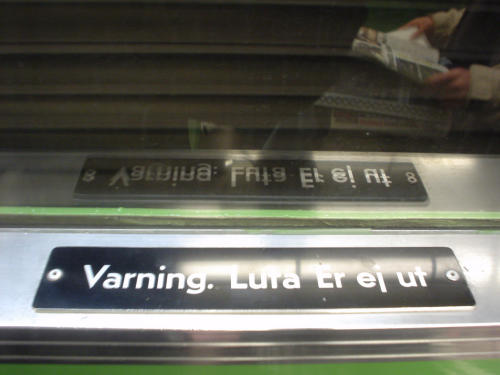 Varning. Luta Er ej ut